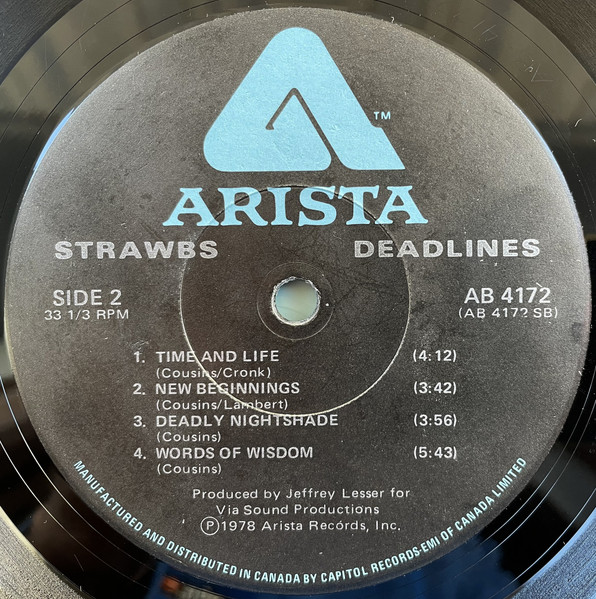 TM
ARISTA
STRAWBS DEADLINES
SIDE 2 AB 4172
33 1/3 RPM (AB 4172 SB)
1. TIME AND LIFE (4:12)
(Cousins/Cronk)
2. NEW BEGINNINGS (3:42)
(Cousins/Lambert)
3. DEADLY NIGHTSHADE (3:56)
(Cousins)
4. WORDS OF WISDOM (5:43)
(Cousins)
Produced by Jeffrey Lesser for
Via Sound Productions
Ⓟ1978 Arista Records, Inc.
MANUFACTURED AND DISTRIBUTED IN CANADA BY CAPITOL RECORDS-EMI OF CANADA LIMITED